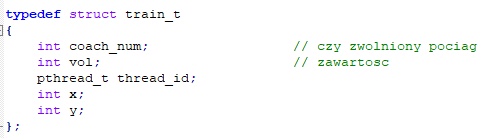 typedef struct train_t
{
    int coach_num;                  // czy zwolniony pociag
    int vol;                        // zawartosc
    pthread_t thread_id;
    int x;
    int y;
};